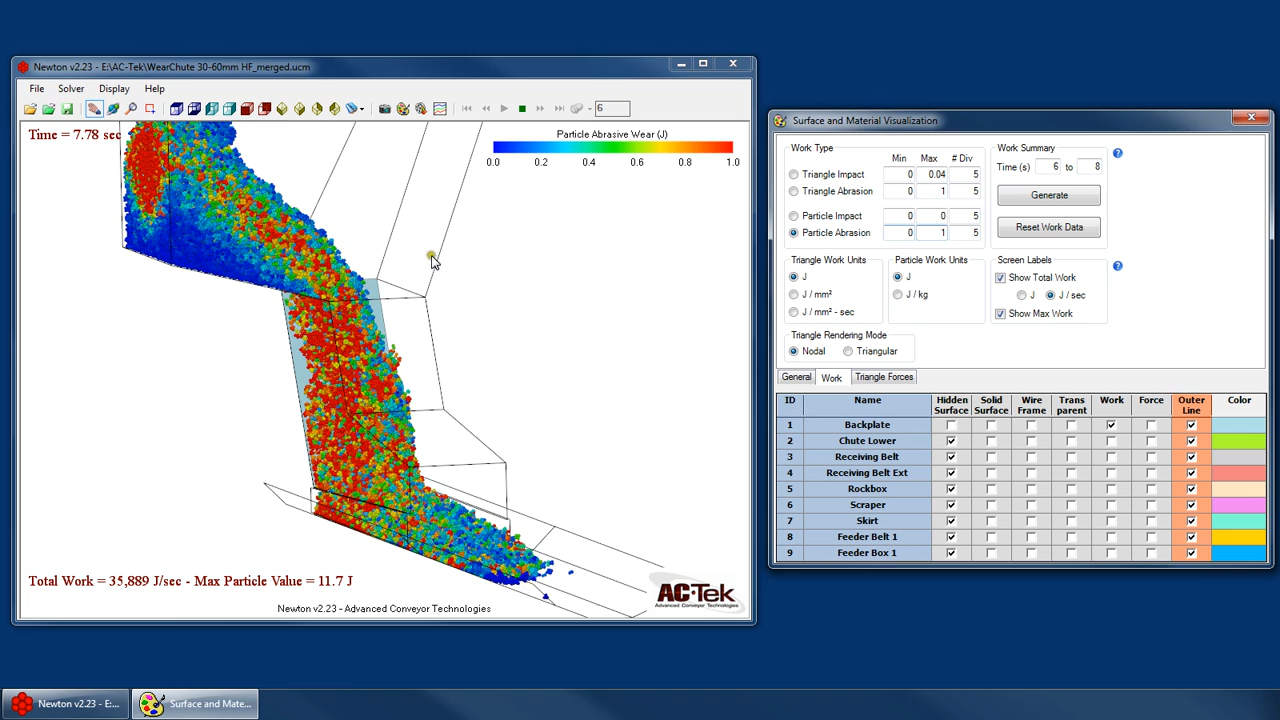 Newton v2.23 - E:\AC-Tek\WearChute 30-60mm HF_merged.ucm
File Solver Display Help
6
Time = 7.78 sec
Particle Abrasive Wear (J)
0.0 0.2 0.4 0.6 0.8 1.0
Total Work = 35,889 J/sec - Max Particle Value = 11.7 J
Newton v2.23 - Advanced Conveyor Technologies
AC-Tek
Advanced Conveyor Technologies
Surface and Material Visualization
Work Type
Min Max # Div
Triangle Impact 0 0.04 5
Triangle Abrasion 0 1 5
Particle Impact 0 0 5
Particle Abrasion 0 1 5
Work Summary
Time (s) 6 to 8
Generate
Reset Work Data
Triangle Work Units
J
J / mm²
J / mm² - sec
Particle Work Units
J
J / kg
Screen Labels
Show Total Work
J J / sec
Show Max Work
Triangle Rendering Mode
Nodal Triangular
General Work Triangle Forces
ID Name Hidden Surface Solid Surface Wire Frame Trans parent Work Force Outer Line Color
1 Backplate
2 Chute Lower
3 Receiving Belt
4 Receiving Belt Ext
5 Rockbox
6 Scraper
7 Skirt
8 Feeder Belt 1
9 Feeder Box 1
Newton v2.23 - E:...
Surface and Mate...